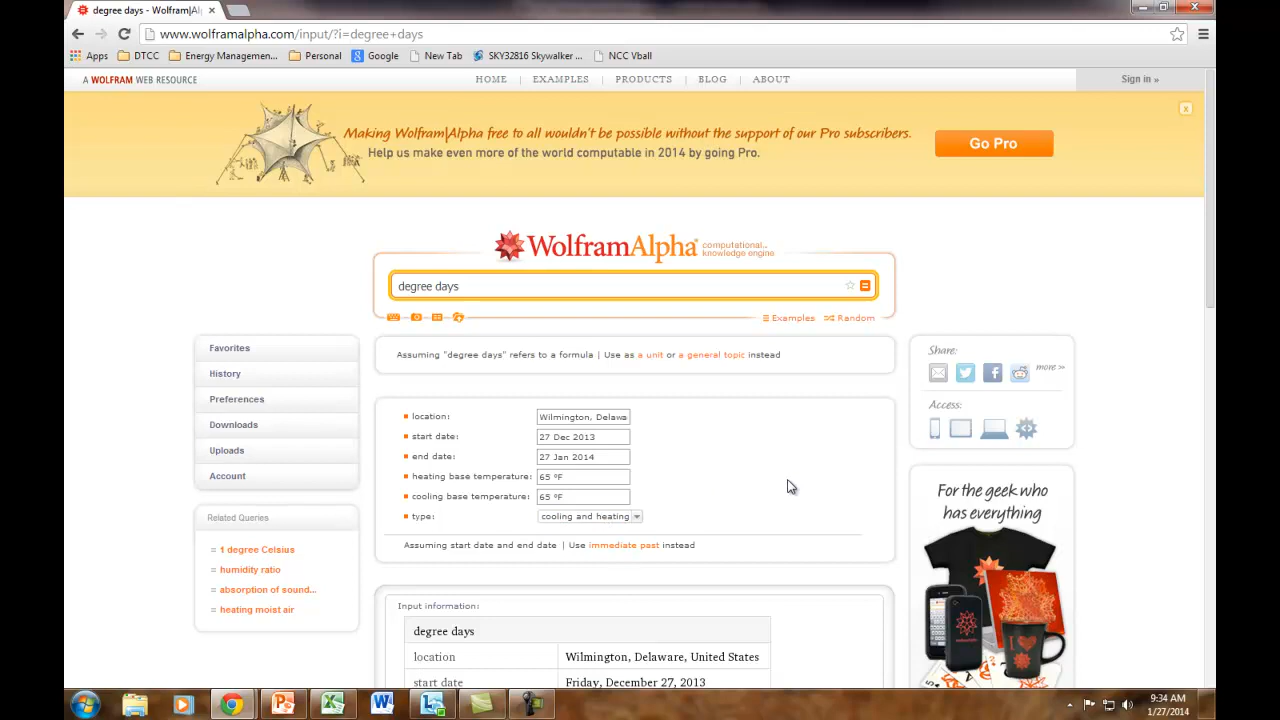 degree days - Wolfram|Al
www.wolframalpha.com/input/?i=degree+days
Apps DTCC Energy Managemen... Personal Google New Tab SKY32816 Skywalker ... NCC Vball
A WOLFRAM WEB RESOURCE HOME | EXAMPLES | PRODUCTS | BLOG | ABOUT Sign in »
Making Wolfram|Alpha free to all wouldn't be possible without the support of our Pro subscribers.
Help us make even more of the world computable in 2014 by going Pro.
Go Pro
x
WolframAlpha computational... knowledge engine
degree days
Examples Random
Favorites
History
Preferences
Downloads
Uploads
Account
Related Queries
= 1 degree Celsius
= humidity ratio
= absorption of sound...
= heating moist air
Assuming "degree days" refers to a formula | Use as a unit or a general topic instead
location: Wilmington, Delawa
start date: 27 Dec 2013
end date: 27 Jan 2014
heating base temperature: 65 °F
cooling base temperature: 65 °F
type: cooling and heating
Assuming start date and end date | Use immediate past instead
Input information:
degree days
location Wilmington, Delaware, United States
start date Friday, December 27, 2013
Share:
more »
Access:
For the geek who
has everything
I
9:34 AM
1/27/2014